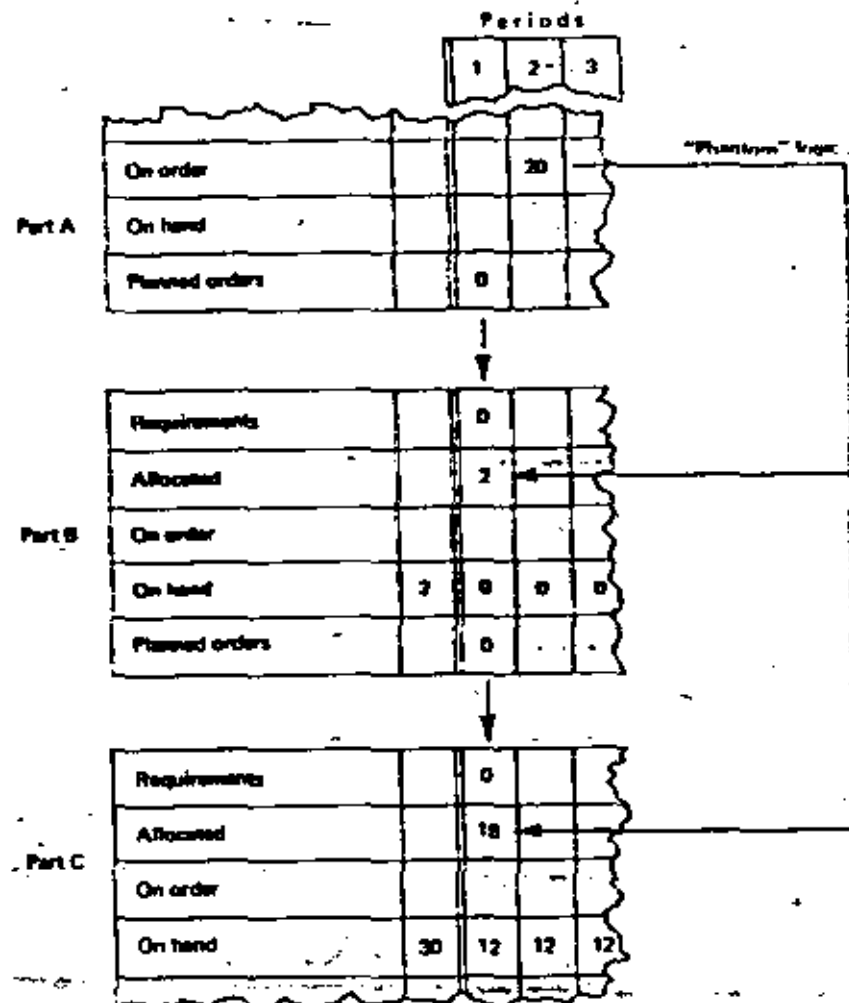 Periods
1 2 3
"Phantom" logic
On order 20
Part A On hand
Planned orders 0
Requirements 0
Allocated 2
Part B On order
On hand 2 0 0 0
Planned orders 0
Requirements 0
Allocated 18
Part C
On order
On hand 30 12 12 12